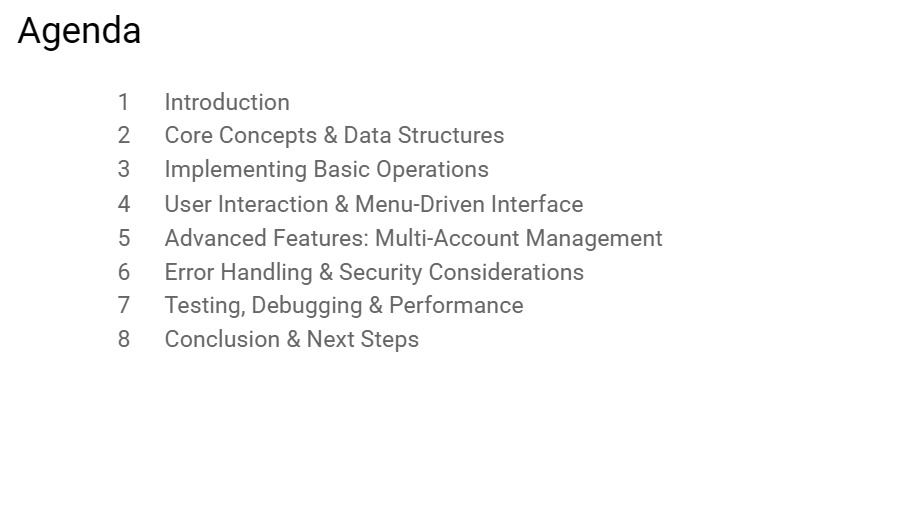 Agenda
1 Introduction
2 Core Concepts & Data Structures
3 Implementing Basic Operations
4 User Interaction & Menu-Driven Interface
5 Advanced Features: Multi-Account Management
6 Error Handling & Security Considerations
7 Testing, Debugging & Performance
8 Conclusion & Next Steps